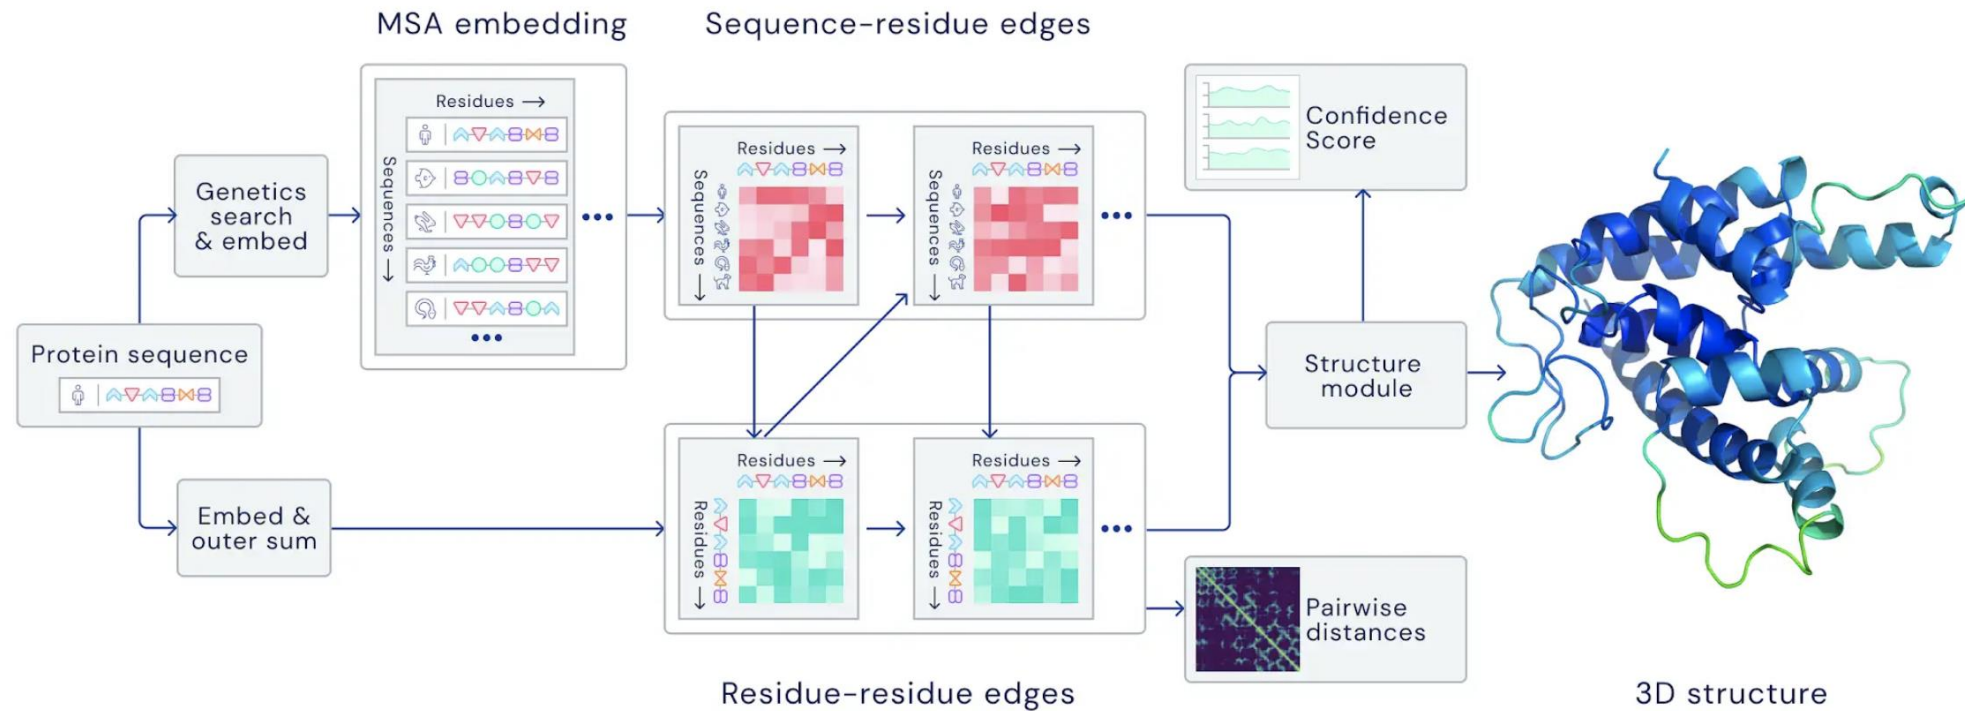 MSA embedding
Sequence-residue edges
Residues →
Sequences →
Genetics
search
& embed
Protein sequence
Embed &
outer sum
Residues →
Sequences →
Residues →
Sequences →
Residues →
Residues →
Residues →
Residues →
Residue-residue edges
Confidence
Score
Structure
module
Pairwise
distances
3D structure